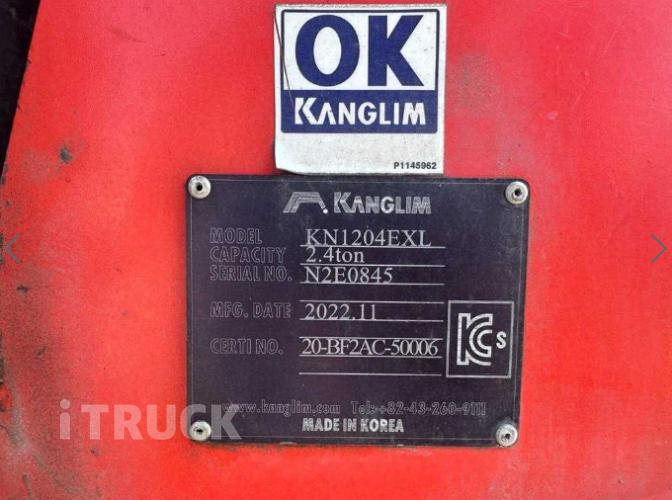 OK
KANGLIM
P1145962
KANGLIM
MODEL KN1204EXL
CAPACITY 2.4ton
SERIAL NO. N2E0845
MFG. DATE 2022.11
CERTI NO. 20-BF2AC-50006
KC s
www.kanglim.com Tel:+82-43-260-9111
MADE IN KOREA
iTRUCK